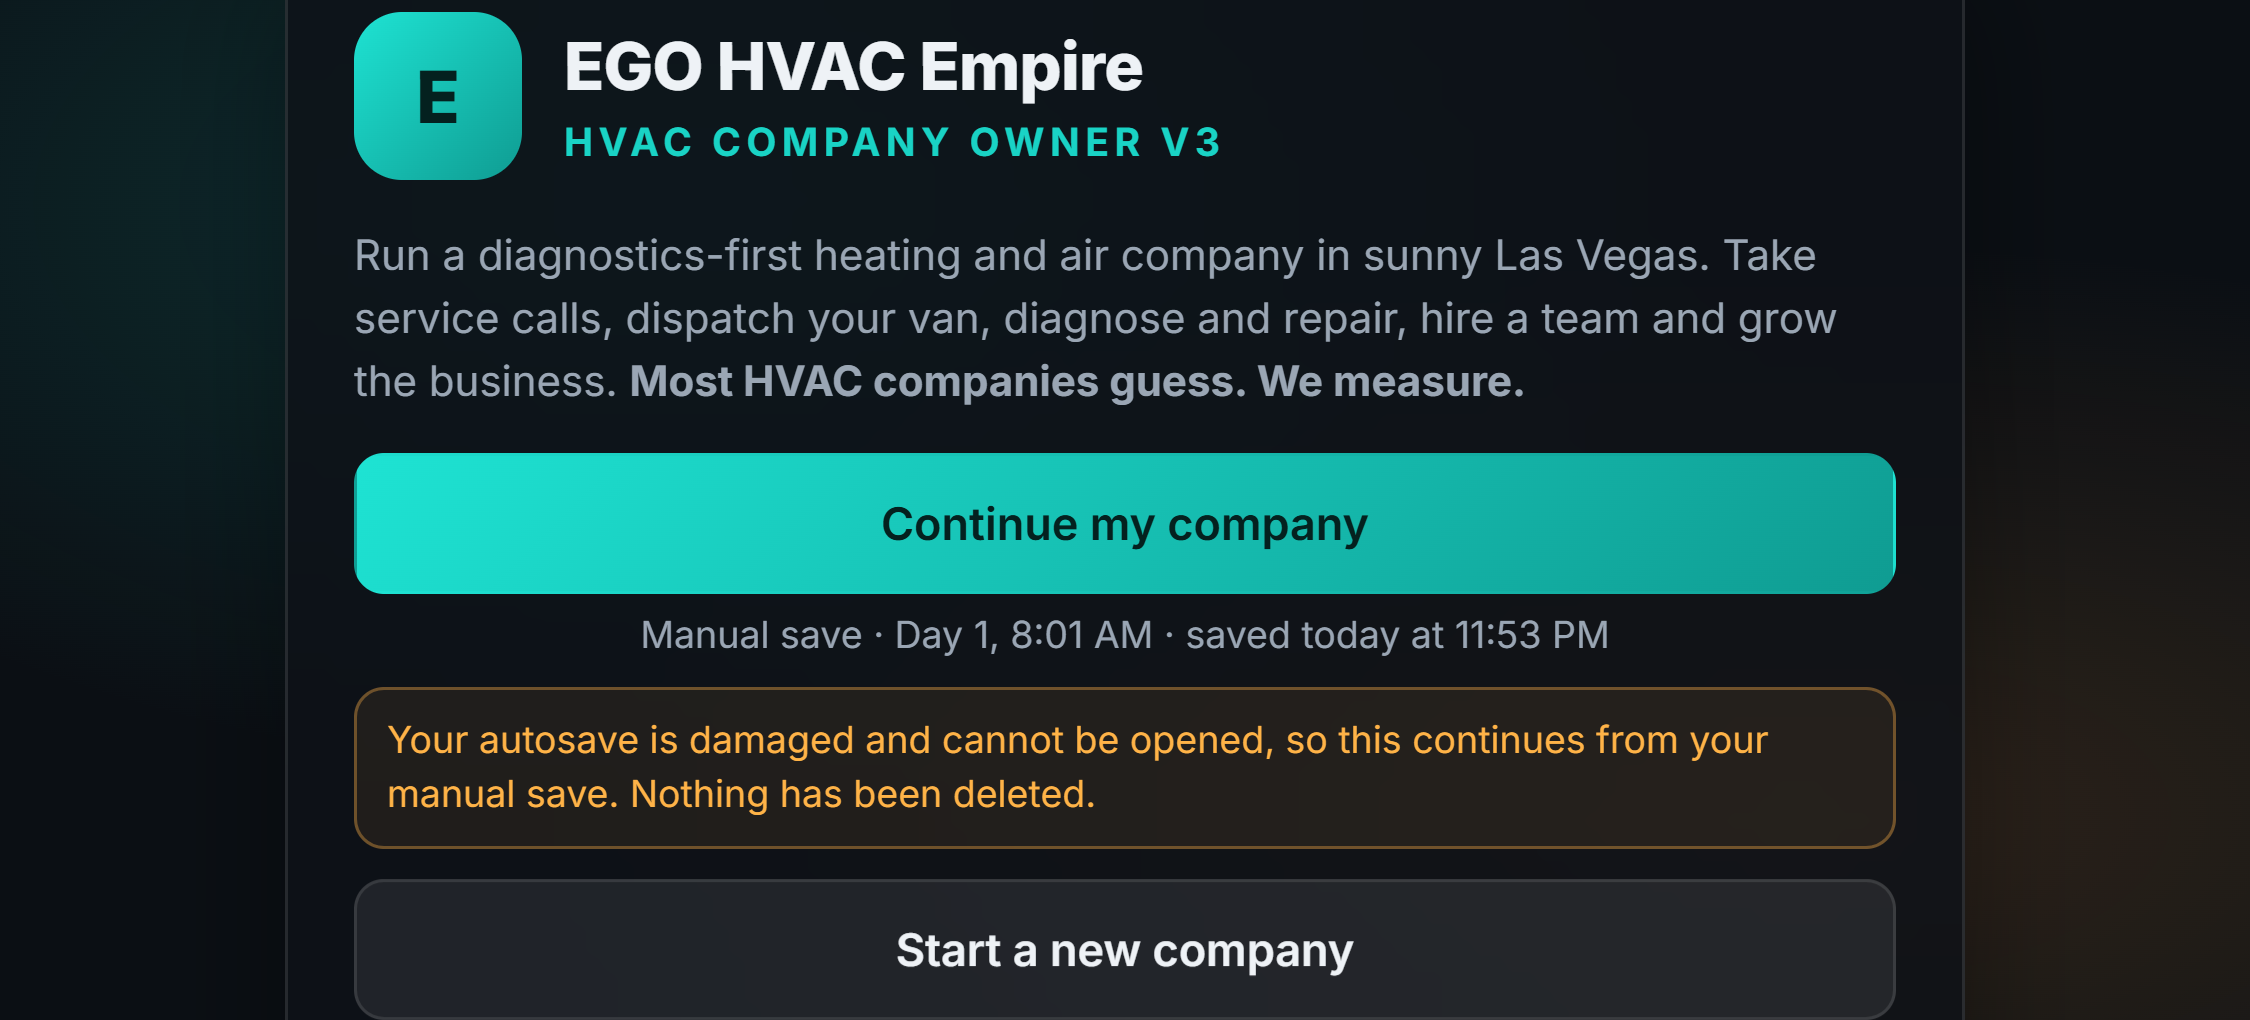 E
EGO HVAC Empire
HVAC COMPANY OWNER V3
Run a diagnostics-first heating and air company in sunny Las Vegas. Take
service calls, dispatch your van, diagnose and repair, hire a team and grow
the business. Most HVAC companies guess. We measure.
Continue my company
Manual save · Day 1, 8:01 AM · saved today at 11:53 PM
Your autosave is damaged and cannot be opened, so this continues from your
manual save. Nothing has been deleted.
Start a new company